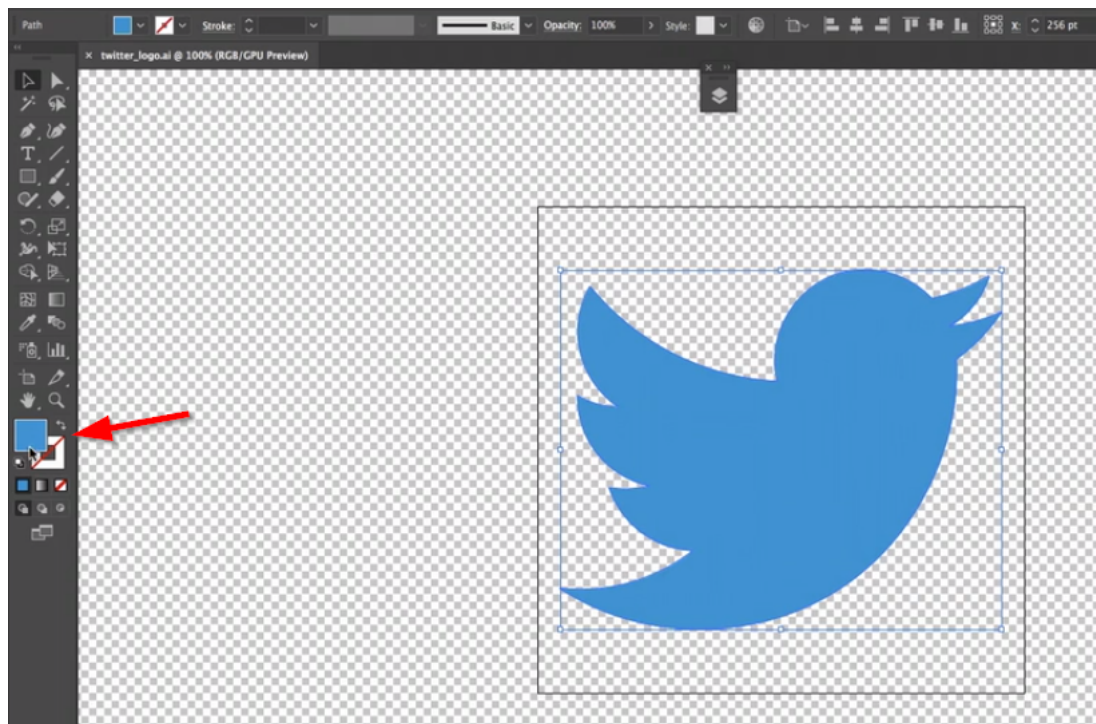 Path Stroke: Basic Opacity: 100% Style: X: 256 pt
twitter_logo.ai @ 100% (RGB/GPU Preview)